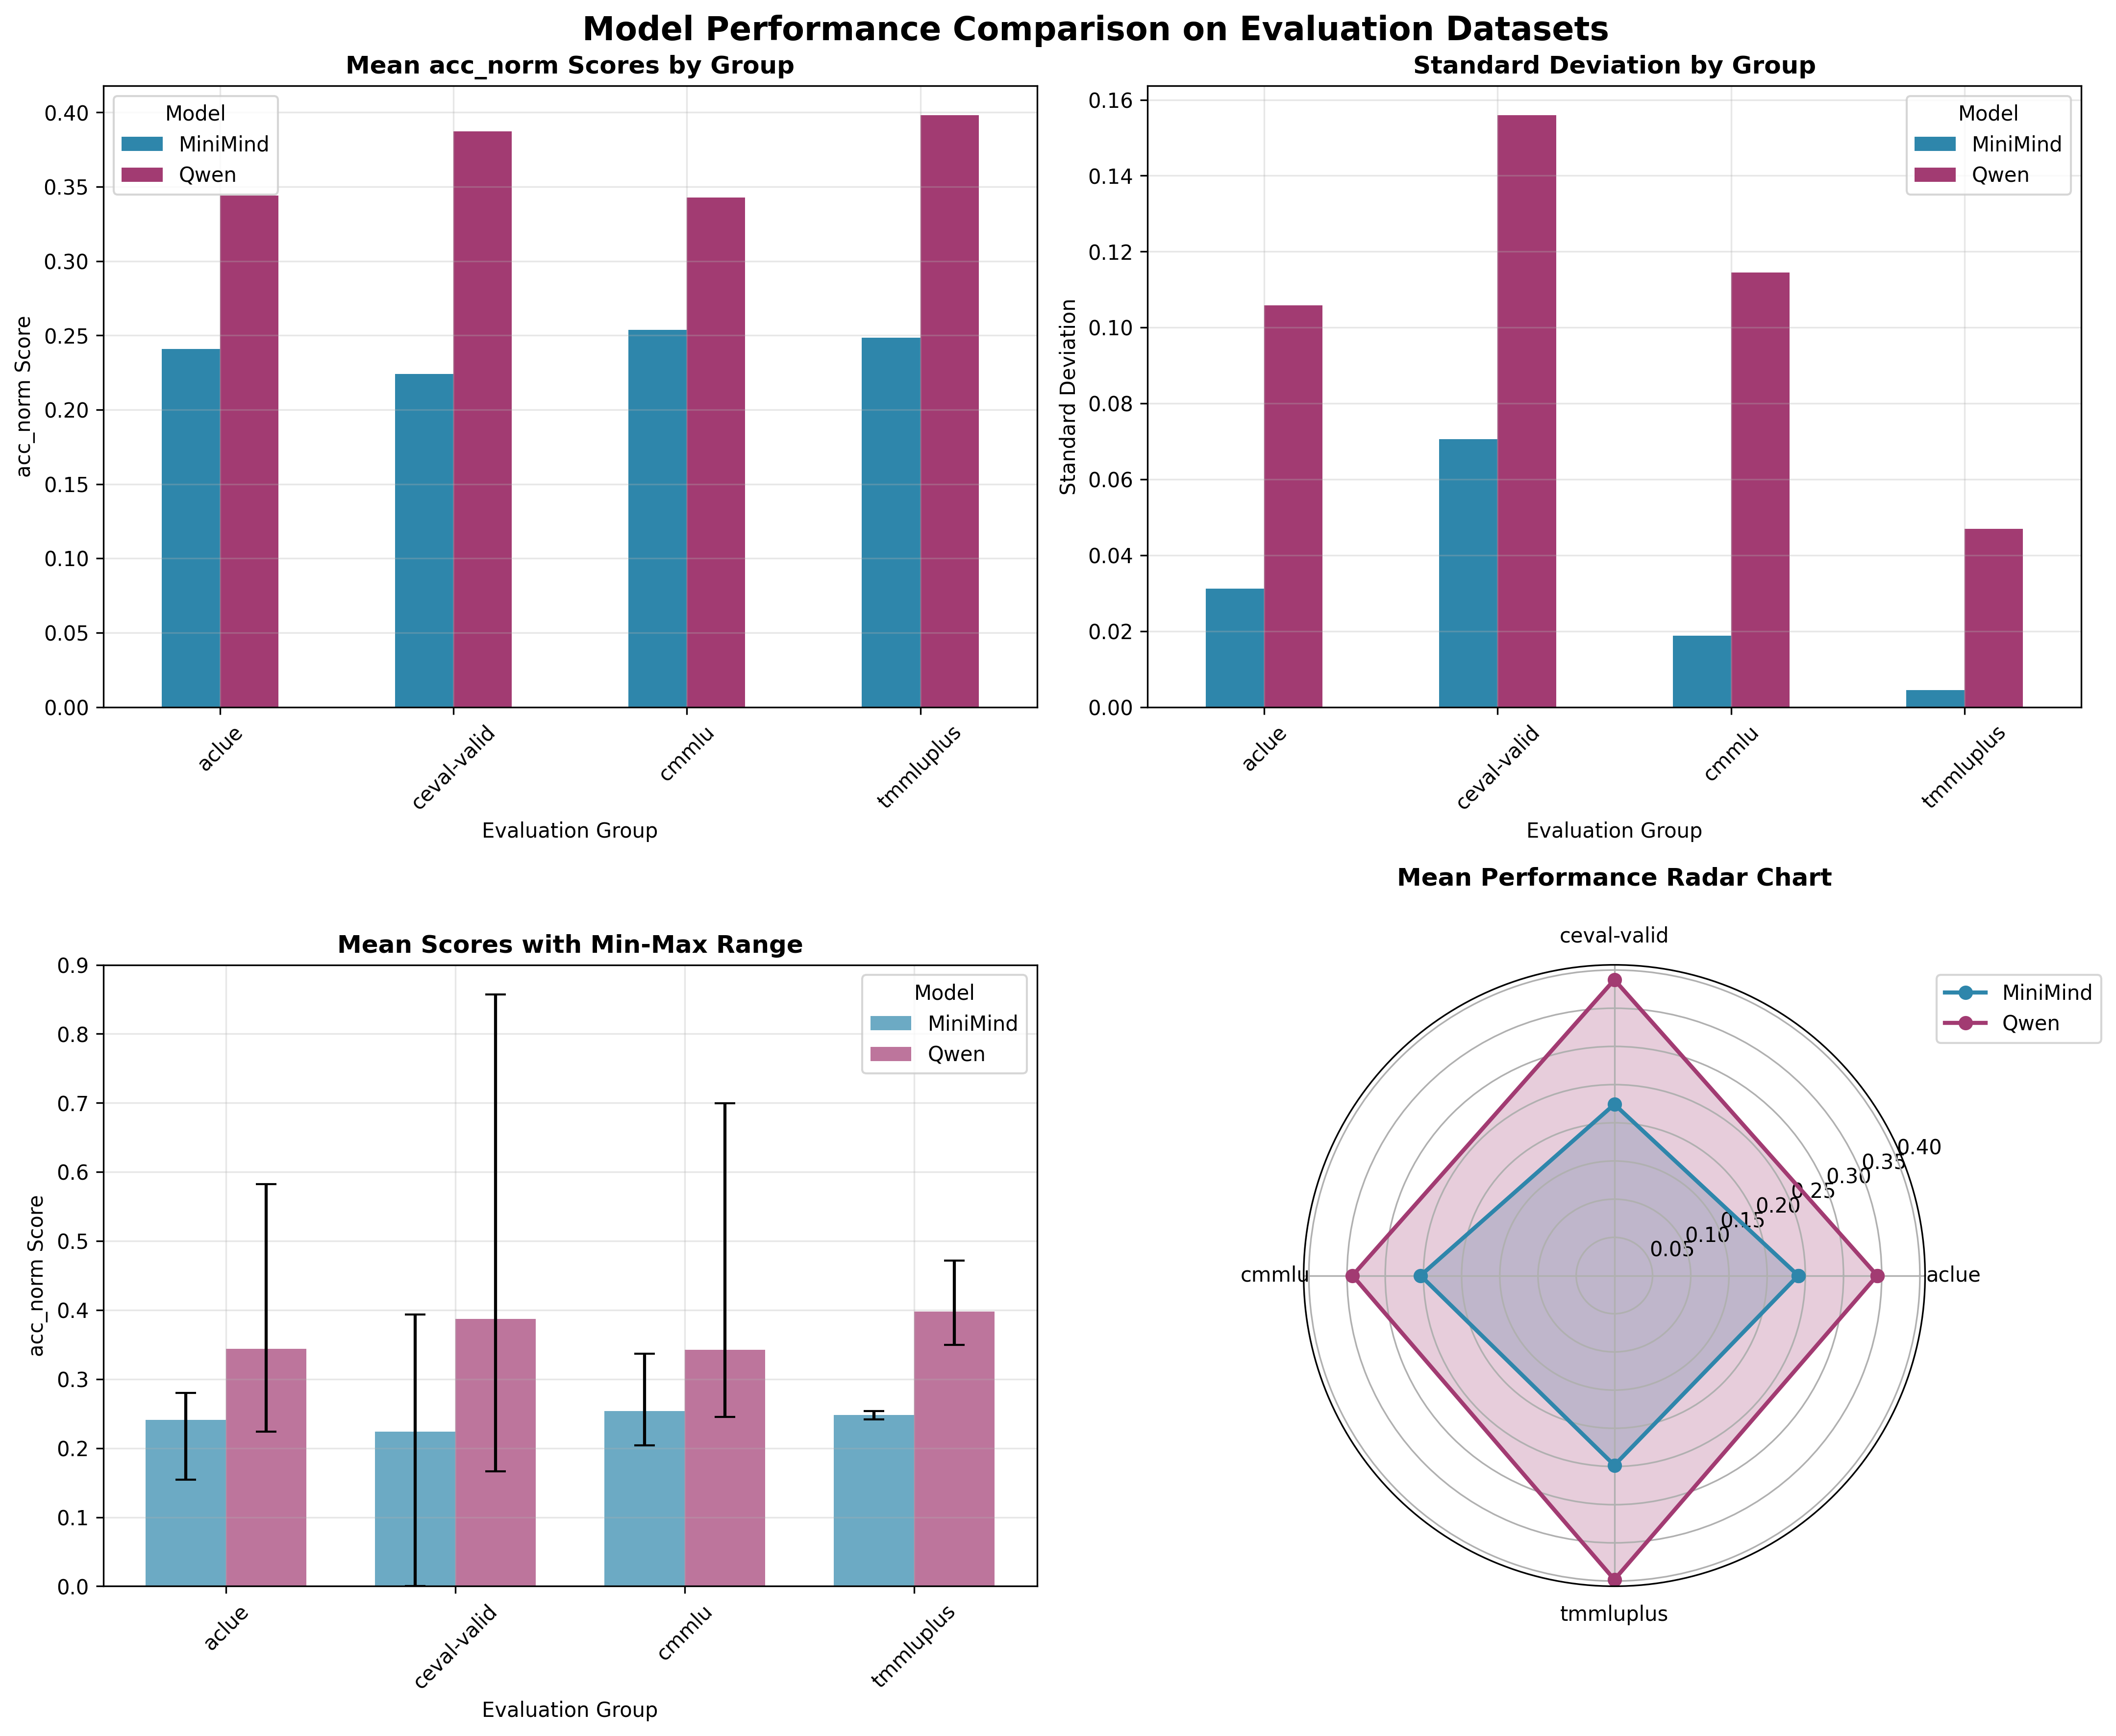 Model Performance Comparison on Evaluation Datasets
Mean acc_norm Scores by Group
acc_norm Score
0.40
0.35
0.30
0.25
0.20
0.15
0.10
0.05
0.00
Model
MiniMind
Qwen
aclue
ceval-valid
cmmlu
tmmluplus
Evaluation Group
Standard Deviation by Group
Standard Deviation
0.16
0.14
0.12
0.10
0.08
0.06
0.04
0.02
0.00
Model
MiniMind
Qwen
aclue
ceval-valid
cmmlu
tmmluplus
Evaluation Group
Mean Scores with Min-Max Range
acc_norm Score
0.9
0.8
0.7
0.6
0.5
0.4
0.3
0.2
0.1
0.0
Model
MiniMind
Qwen
aclue
ceval-valid
cmmlu
tmmluplus
Evaluation Group
Mean Performance Radar Chart
ceval-valid
MiniMind
Qwen
0.40
0.35
0.30
0.25
0.20
0.15
0.10
0.05
cmmlu
aclue
tmmluplus